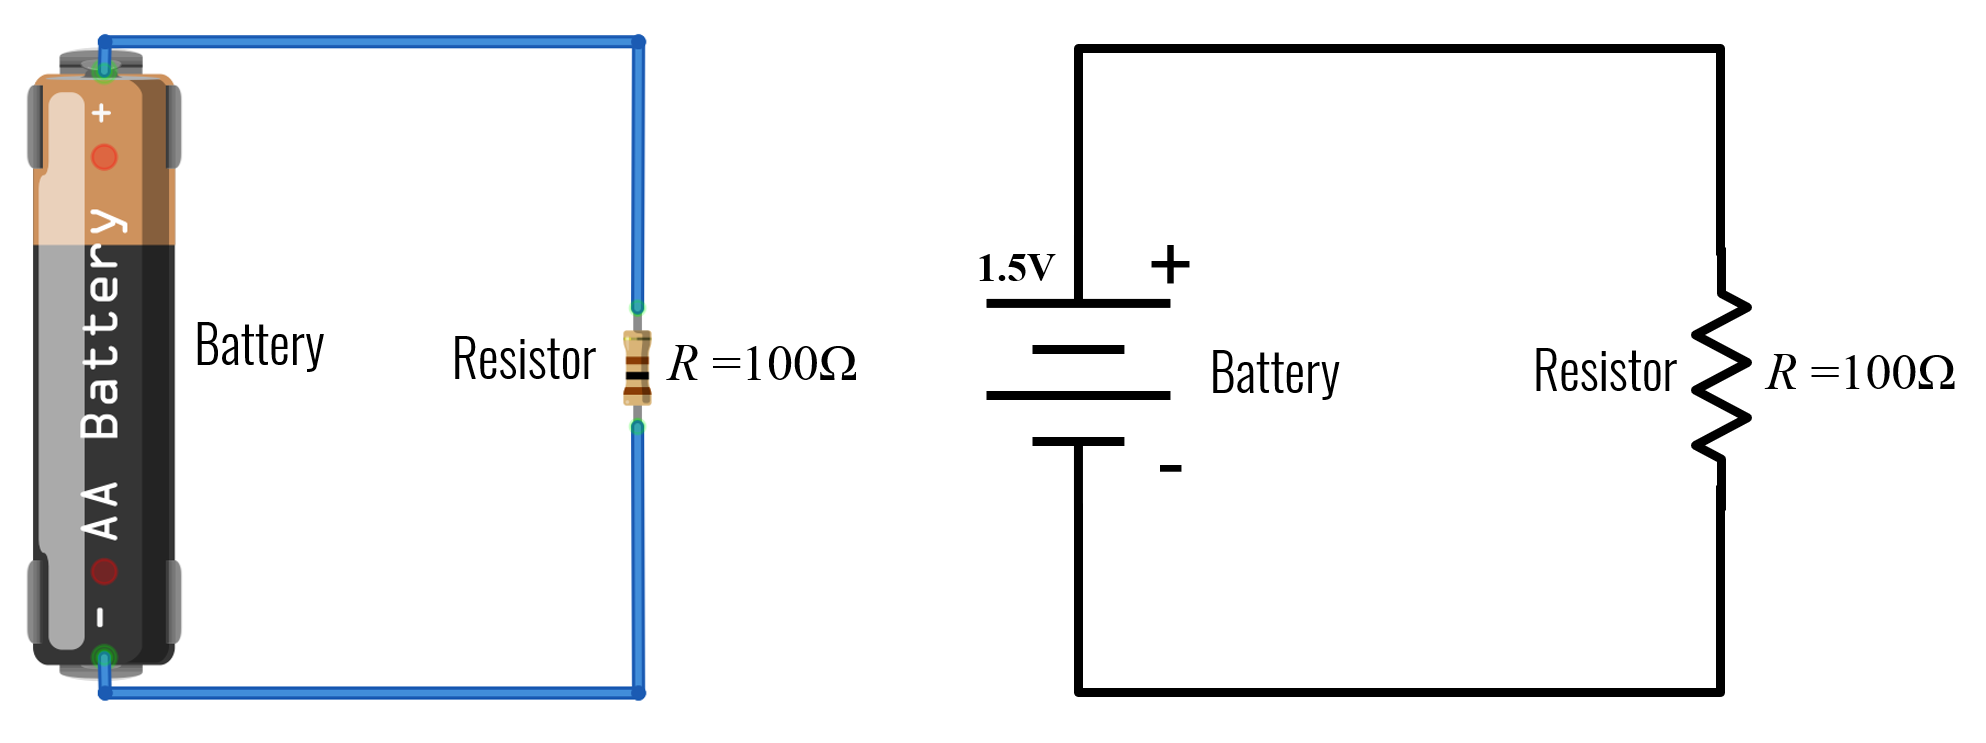 +
AA Battery
-
Battery
Resistor
R =100Ω
1.5V
+
Battery
-
Resistor
R =100Ω